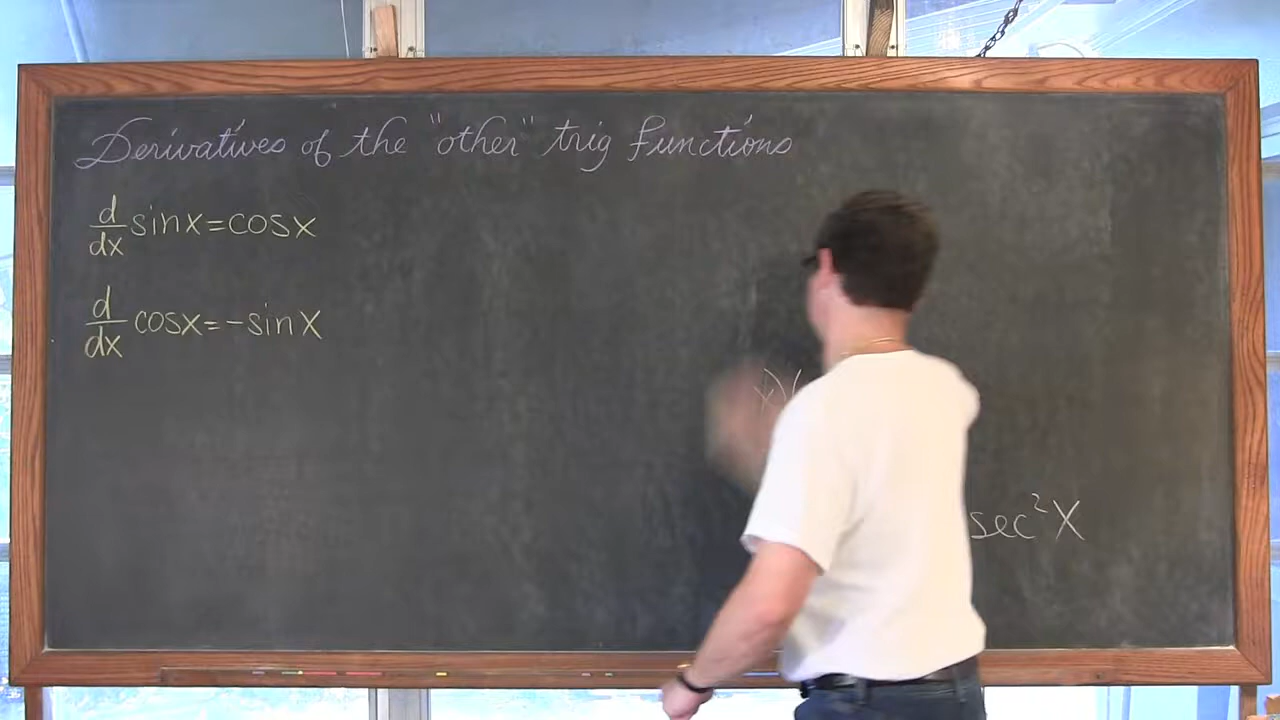 Derivatives of the "other" trig functions
d/dx sinx=cosx
d/dx cosx=-sinx
sec²x